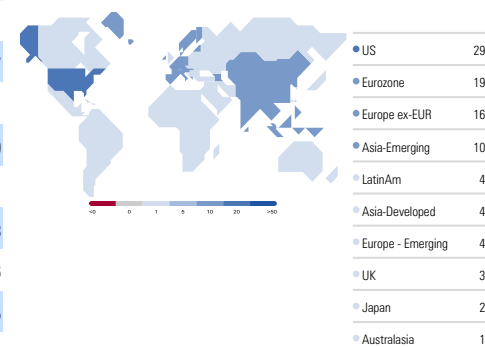 US 29
Eurozone 19
Europe ex-EUR 16
Asia-Emerging 10
LatinAm 4
Asia-Developed 4
Europe - Emerging 4
UK 3
Japan 2
Australasia 1
<0 0 1 5 10 20 >50